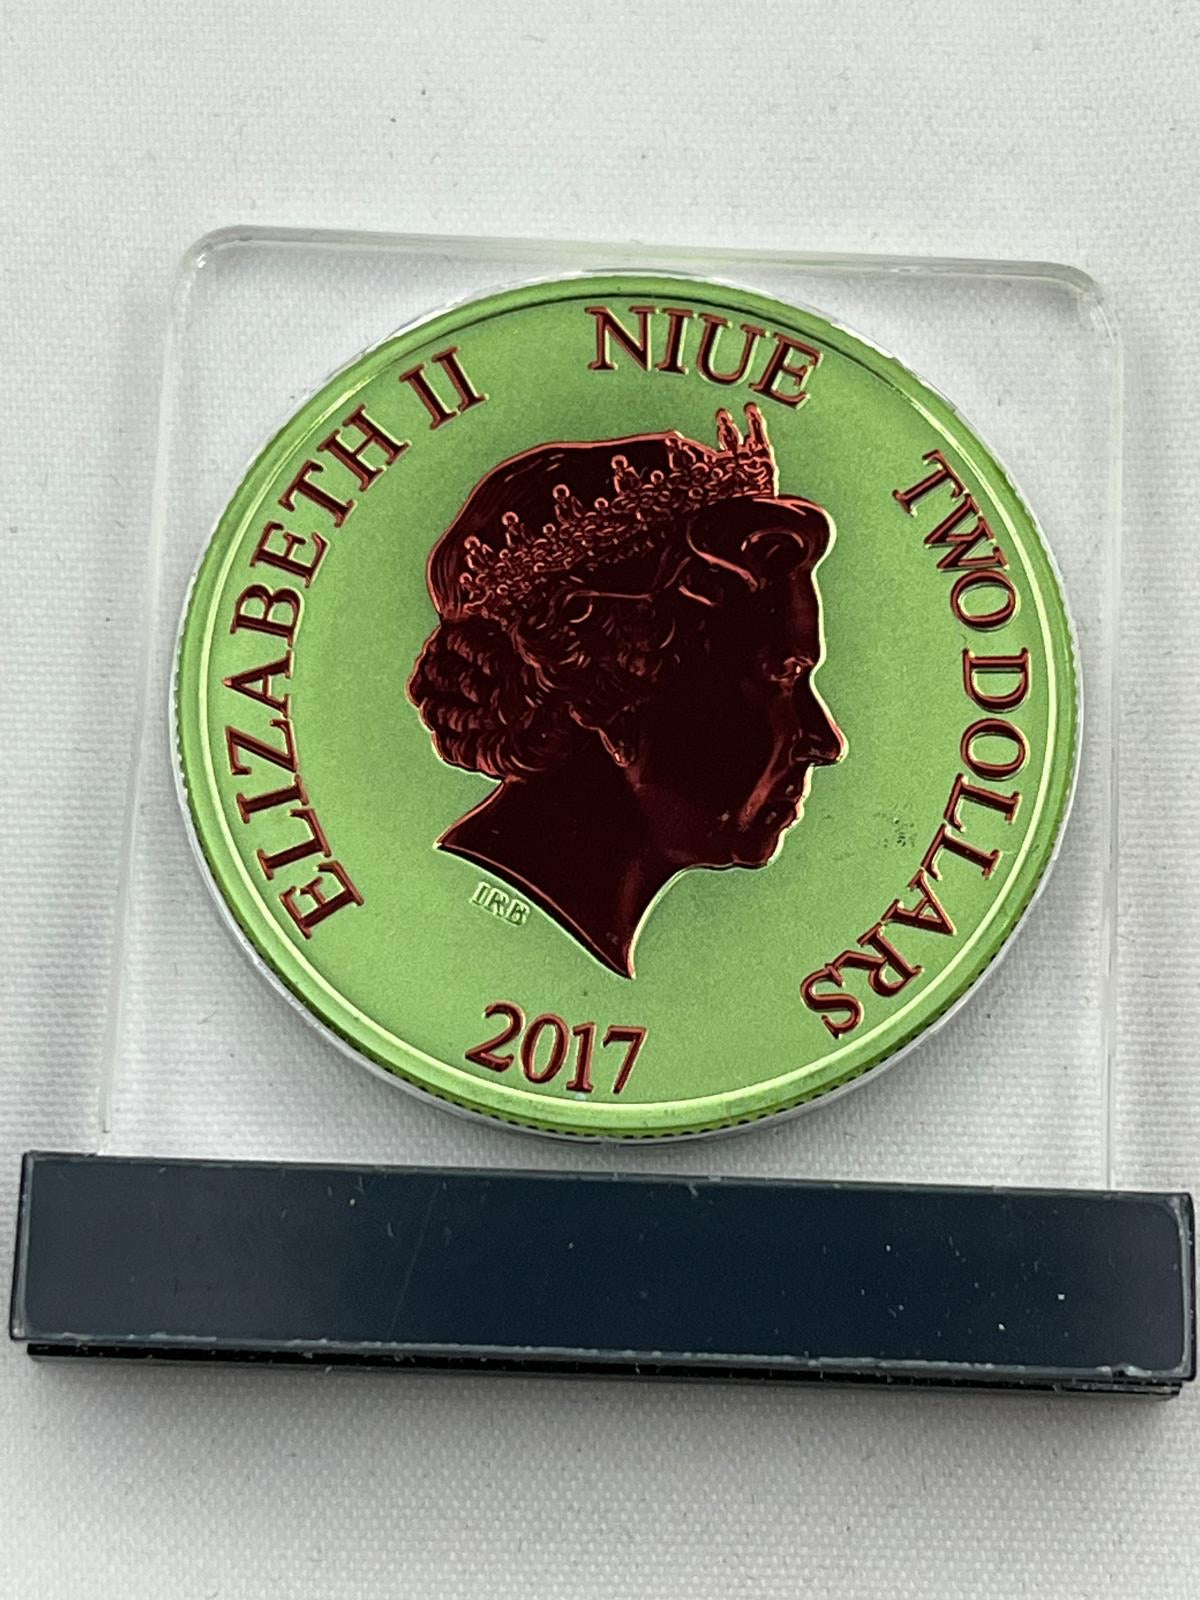 ELIZABETH II
NIUE
TWO DOLLARS
IRB
2017